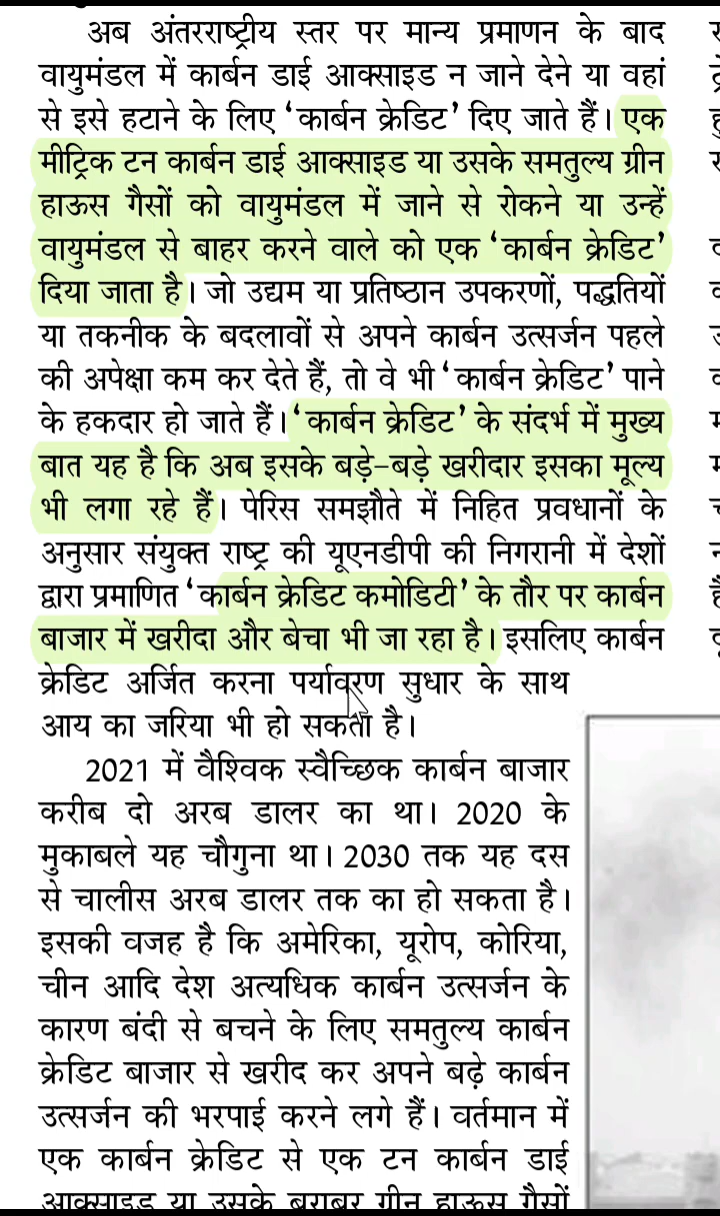 अब अंतरराष्ट्रीय स्तर पर मान्य प्रमाणन के बाद
वायुमंडल में कार्बन डाई आक्साइड न जाने देने या वहां
से इसे हटाने के लिए ‘कार्बन क्रेडिट’ दिए जाते हैं। एक
मीट्रिक टन कार्बन डाई आक्साइड या उसके समतुल्य ग्रीन
हाऊस गैसों को वायुमंडल में जाने से रोकने या उन्हें
वायुमंडल से बाहर करने वाले को एक ‘कार्बन क्रेडिट’
दिया जाता है। जो उद्यम या प्रतिष्ठान उपकरणों, पद्धतियों
या तकनीक के बदलावों से अपने कार्बन उत्सर्जन पहले
की अपेक्षा कम कर देते हैं, तो वे भी ‘कार्बन क्रेडिट’ पाने
के हकदार हो जाते हैं। ‘कार्बन क्रेडिट’ के संदर्भ में मुख्य
बात यह है कि अब इसके बड़े-बड़े खरीदार इसका मूल्य
भी लगा रहे हैं। पेरिस समझौते में निहित प्रवधानों के
अनुसार संयुक्त राष्ट्र की यूएनडीपी की निगरानी में देशों
द्वारा प्रमाणित ‘कार्बन क्रेडिट कमोडिटी’ के तौर पर कार्बन
बाजार में खरीदा और बेचा भी जा रहा है। इसलिए कार्बन
क्रेडिट अर्जित करना पर्यावरण सुधार के साथ
आय का जरिया भी हो सकता है।
2021 में वैश्विक स्वैच्छिक कार्बन बाजार
करीब दो अरब डालर का था। 2020 के
मुकाबले यह चौगुना था। 2030 तक यह दस
से चालीस अरब डालर तक का हो सकता है।
इसकी वजह है कि अमेरिका, यूरोप, कोरिया,
चीन आदि देश अत्यधिक कार्बन उत्सर्जन के
कारण बंदी से बचने के लिए समतुल्य कार्बन
क्रेडिट बाजार से खरीद कर अपने बढ़े कार्बन
उत्सर्जन की भरपाई करने लगे हैं। वर्तमान में
एक कार्बन क्रेडिट से एक टन कार्बन डाई
आक्साइड या उसके बराबर ग्रीन हाऊस गैसों